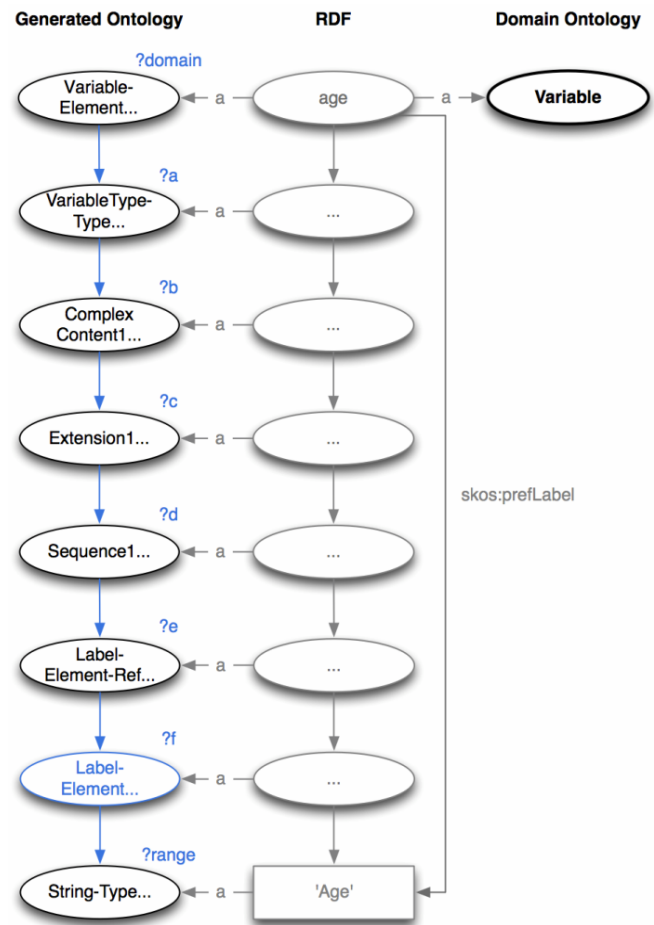 Generated Ontology
RDF
Domain Ontology
?domain
Variable-
Element...
a
age
a
Variable
?a
VariableType-
Type...
a
...
?b
Complex
Content1...
a
...
?c
Extension1...
a
...
skos:prefLabel
?d
Sequence1...
a
...
?e
Label-
Element-Ref...
a
...
?f
Label-
Element...
a
...
?range
String-Type...
a
'Age'